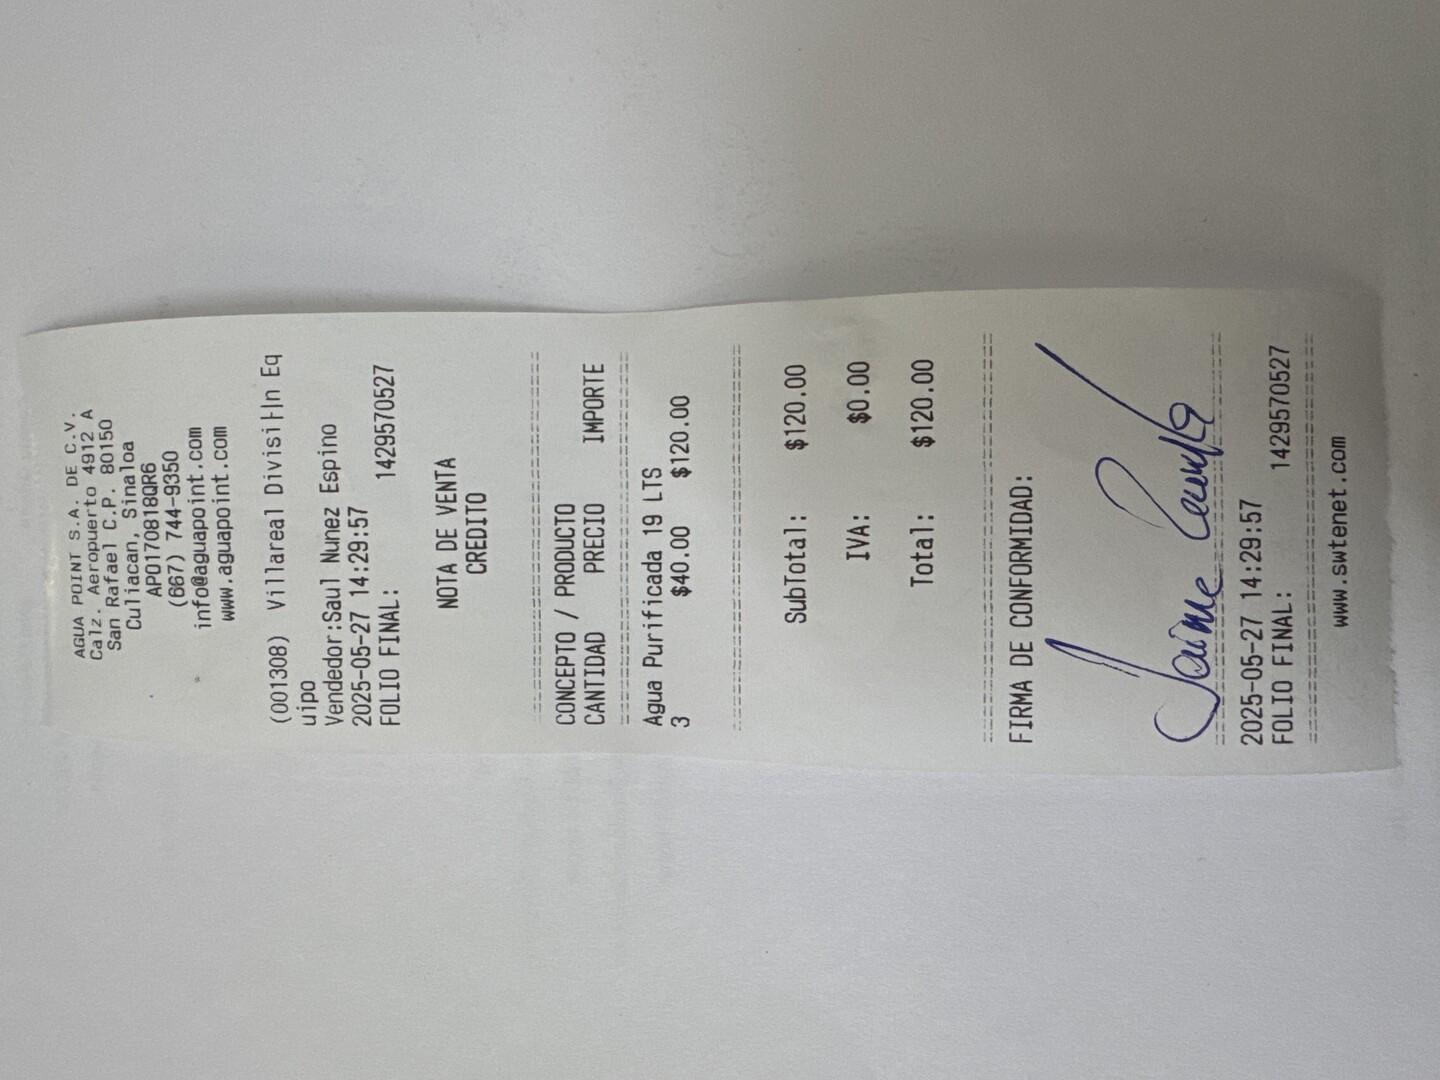 AGUA POINT S.A. DE C.V.
Calz. Aeropuerto 4912 A
San Rafael C.P. 80150
Culiacan, Sinaloa
APO170818QR6
(667) 744-9350
info@aguapoint.com
www.aguapoint.com
(001308) Villareal Divisi├│n Eq
uipo
Vendedor:Saul Nunez Espino
2025-05-27 14:29:57
FOLIO FINAL: 1429570527
NOTA DE VENTA
CREDITO
CONCEPTO / PRODUCTO
CANTIDAD PRECIO IMPORTE
Agua Purificada 19 LTS
3 $40.00 $120.00
SubTotal: $120.00
IVA: $0.00
Total: $120.00
FIRMA DE CONFORMIDAD:
Jaime
2025-05-27 14:29:57
FOLIO FINAL: 1429570527
www.swtenet.com